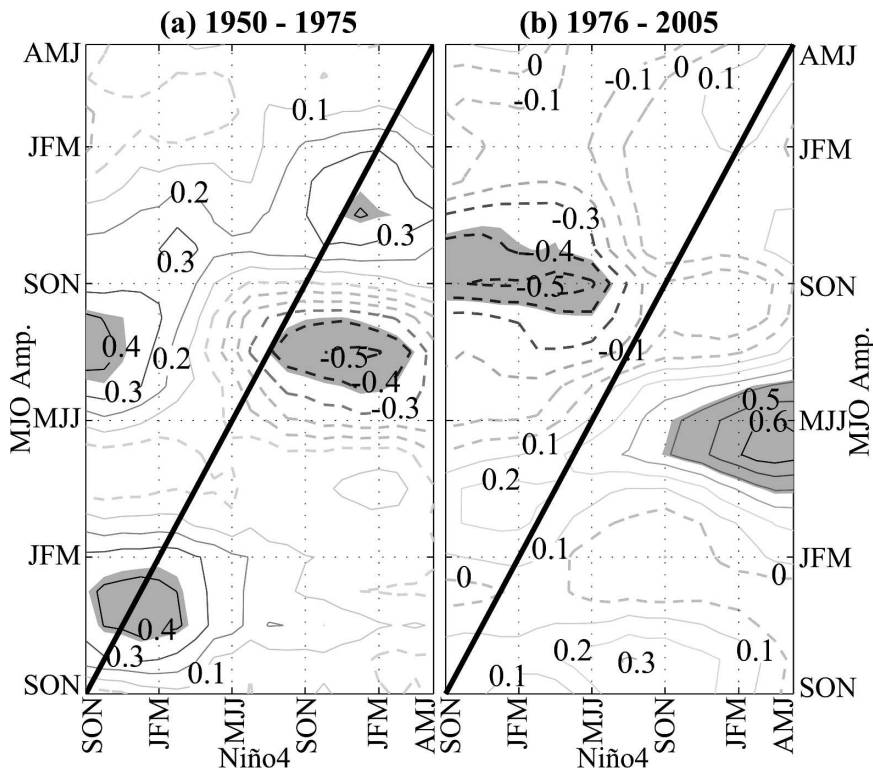 (a) 1950 - 1975
(b) 1976 - 2005
AMJ
JFM
SON
MJJ
JFM
SON
MJO Amp.
0.1
0.2
0.3
0.3
0.4
0.2
0.3
-0.5
-0.4
-0.3
0.4
0.3
0.1
SON
JFM
MJJ
SON
JFM
AMJ
Niño4
0
-0.1
-0.1
0
0.1
-0.3
-0.4
-0.5
-0.1
0.5
0.6
0.1
0.2
0.1
0
0
0.1
0.2
0.3
0.1
AMJ
JFM
SON
MJJ
JFM
SON
MJO Amp.
SON
JFM
MJJ
SON
JFM
AMJ
Niño4